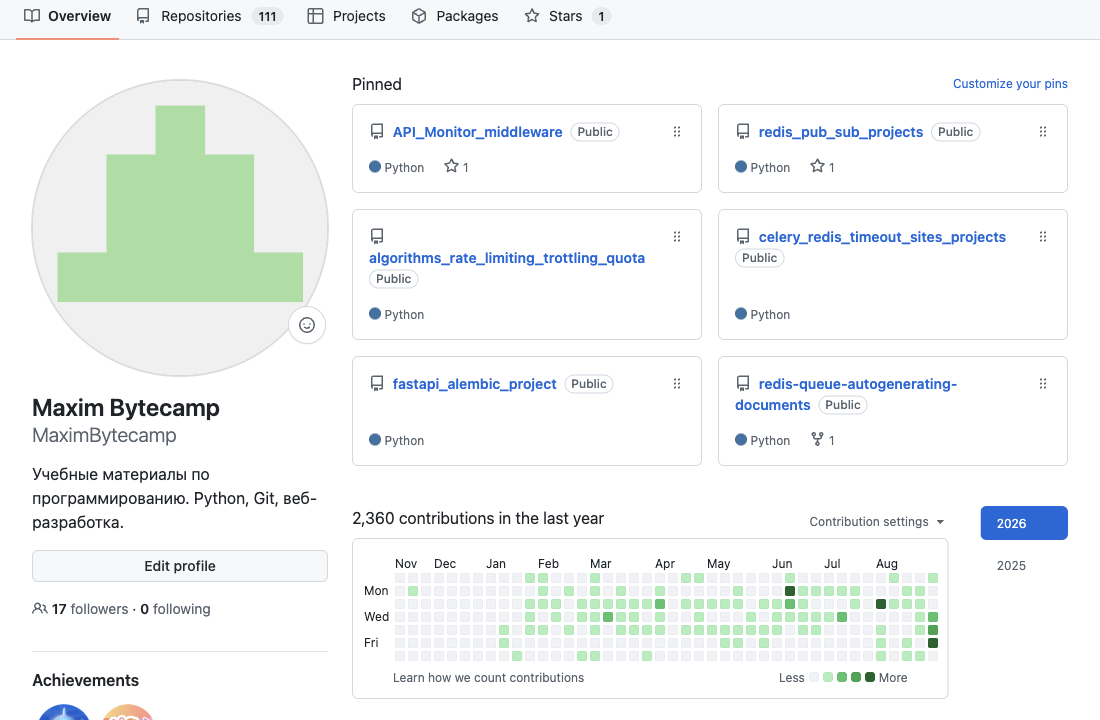 Overview Repositories 111 Projects Packages Stars 1
Pinned
Customize your pins
API_Monitor_middleware Public
Python 1
redis_pub_sub_projects Public
Python 1
algorithms_rate_limiting_trottling_quota
Public
Python
celery_redis_timeout_sites_projects
Public
Python
fastapi_alembic_project Public
Python
redis-queue-autogenerating-
documents Public
Python 1
Maxim Bytecamp
MaximBytecamp
Учебные материалы по
программированию. Python, Git, веб-
разработка.
Edit profile
17 followers · 0 following
Achievements
2,360 contributions in the last year
Contribution settings
2026
2025
Nov Dec Jan Feb Mar Apr May Jun Jul Aug
Mon
Wed
Fri
Learn how we count contributions
Less More